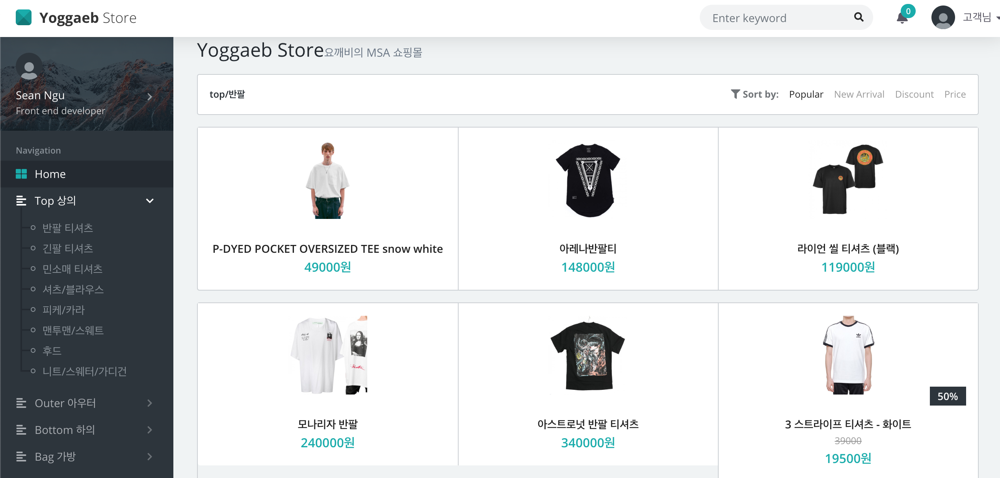 Yoggaeb Store
Enter keyword
0
고객님
Sean Ngu
Front end developer
Navigation
Home
Top 상의
반팔 티셔츠
긴팔 티셔츠
민소매 티셔츠
셔츠/블라우스
피케/카라
맨투맨/스웨트
후드
니트/스웨터/가디건
Outer 아우터
Bottom 하의
Bag 가방
Yoggaeb Store 요깨비의 MSA 쇼핑몰
top/반팔
Sort by: Popular New Arrival Discount Price
P-DYED POCKET OVERSIZED TEE snow white
49000원
아레나반팔티
148000원
라이언 씰 티셔츠 (블랙)
119000원
모나리자 반팔
240000원
아스트로넛 반팔 티셔츠
340000원
50%
3 스트라이프 티셔츠 - 화이트
39000
19500원